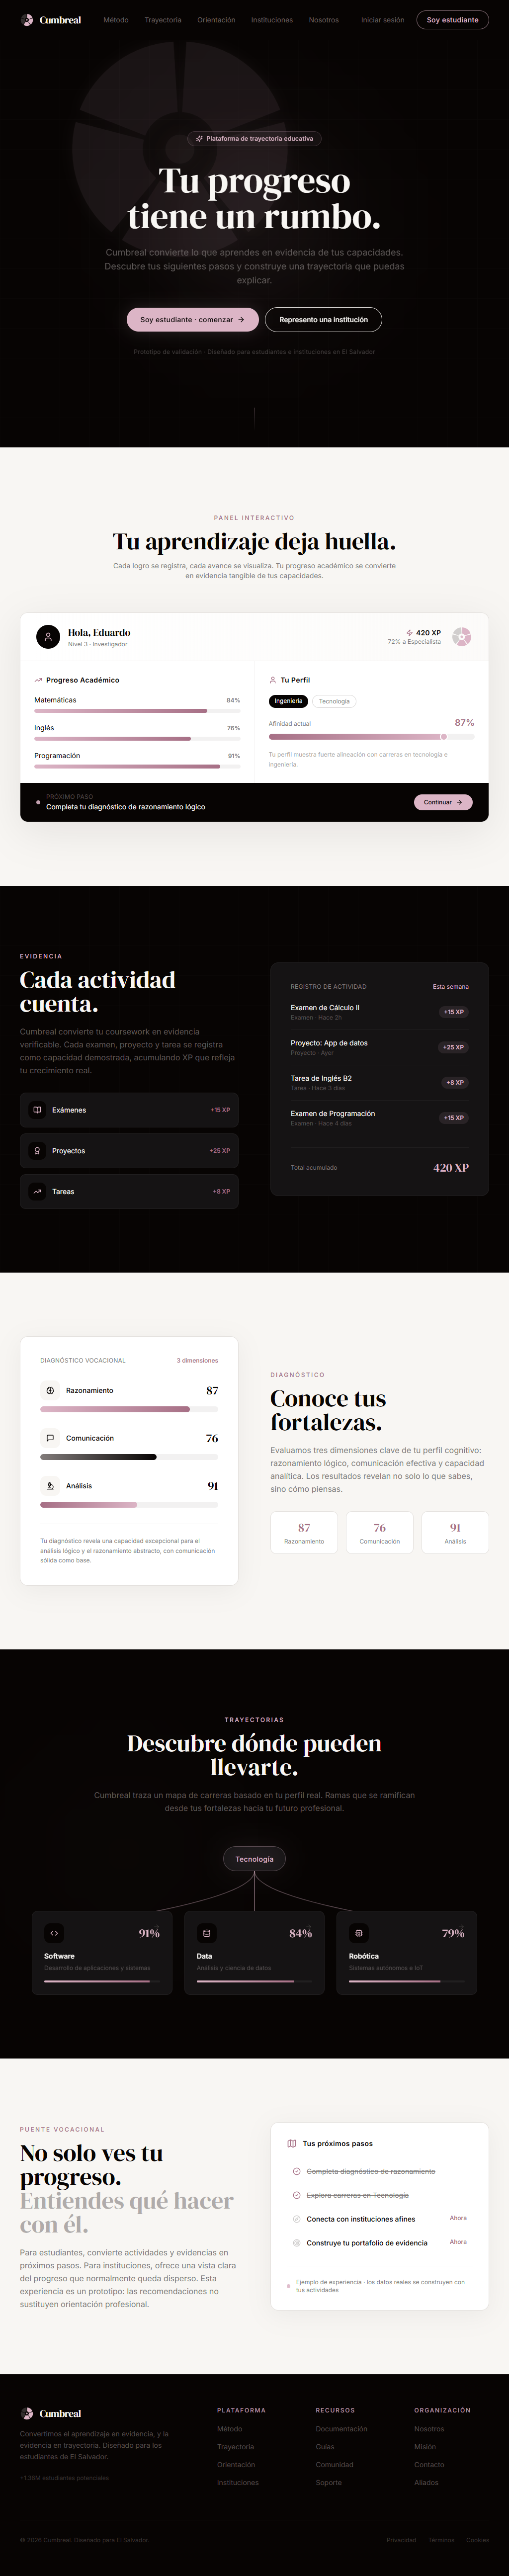 Cumbreal
Método Trayectoria Orientación Instituciones Nosotros Iniciar sesión Soy estudiante
Plataforma de trayectoria educativa
Tu progreso
tiene un rumbo.
Cumbreal convierte lo que aprendes en evidencia de tus capacidades.
Descubre tus siguientes pasos y construye una trayectoria que puedas
explicar.
Soy estudiante · comenzar →
Represento una institución
Prototipo de validación · Diseñado para estudiantes e instituciones en El Salvador
PANEL INTERACTIVO
Tu aprendizaje deja huella.
Cada logro se registra, cada avance se visualiza. Tu progreso académico se convierte
en evidencia tangible de tus capacidades.
Hola, Eduardo
Nivel 3 · Investigador
420 XP
72% a Especialista
Progreso Académico
Matemáticas 84%
Inglés 76%
Programación 91%
Tu Perfil
Ingeniería Tecnología
Afinidad actual 87%
Tu perfil muestra fuerte alineación con carreras en tecnología e
ingeniería.
PRÓXIMO PASO
Completa tu diagnóstico de razonamiento lógico
Continuar →
EVIDENCIA
Cada actividad
cuenta.
Cumbreal convierte tu coursework en evidencia
verificable. Cada examen, proyecto y tarea se registra
como capacidad demostrada, acumulando XP que refleja
tu crecimiento real.
Exámenes +15 XP
Proyectos +25 XP
Tareas +8 XP
REGISTRO DE ACTIVIDAD Esta semana
Examen de Cálculo II
Examen · Hace 2h
+15 XP
Proyecto: App de datos
Proyecto · Ayer
+25 XP
Tarea de Inglés B2
Tarea · Hace 3 días
+8 XP
Examen de Programación
Examen · Hace 4 días
+15 XP
Total acumulado 420 XP
DIAGNÓSTICO VOCACIONAL 3 dimensiones
Razonamiento 87
Comunicación 76
Análisis 91
Tu diagnóstico revela una capacidad excepcional para el
análisis lógico y el razonamiento abstracto, con comunicación
sólida como base.
DIAGNÓSTICO
Conoce tus
fortalezas.
Evaluamos tres dimensiones clave de tu perfil cognitivo:
razonamiento lógico, comunicación efectiva y capacidad
analítica. Los resultados revelan no solo lo que sabes,
sino cómo piensas.
87 76 91
Razonamiento Comunicación Análisis
TRAYECTORIAS
Descubre dónde pueden
llevarte.
Cumbreal traza un mapa de carreras basado en tu perfil real. Ramas que se ramifican
desde tus fortalezas hacia tu futuro profesional.
Tecnología
91%
Software
Desarrollo de aplicaciones y sistemas
84%
Data
Análisis y ciencia de datos
79%
Robótica
Sistemas autónomos e IoT
PUENTE VOCACIONAL
No solo ves tu
progreso.
Entiendes qué hacer
con él.
Para estudiantes, convierte actividades y evidencias en
próximos pasos. Para instituciones, ofrece una vista clara
del progreso que normalmente queda disperso. Esta
experiencia es un prototipo: las recomendaciones no
sustituyen orientación profesional.
Tus próximos pasos
Completa diagnóstico de razonamiento
Explora carreras en Tecnología
Conecta con instituciones afines Ahora
Construye tu portafolio de evidencia Ahora
Ejemplo de experiencia · los datos reales se construyen con
tus actividades
Cumbreal
Convertimos el aprendizaje en evidencia, y la
evidencia en trayectoria. Diseñado para los
estudiantes de El Salvador.
+1.36M estudiantes potenciales
PLATAFORMA
Método
Trayectoria
Orientación
Instituciones
RECURSOS
Documentación
Guías
Comunidad
Soporte
ORGANIZACIÓN
Nosotros
Misión
Contacto
Aliados
© 2026 Cumbreal. Diseñado para El Salvador.
Privacidad Términos Cookies